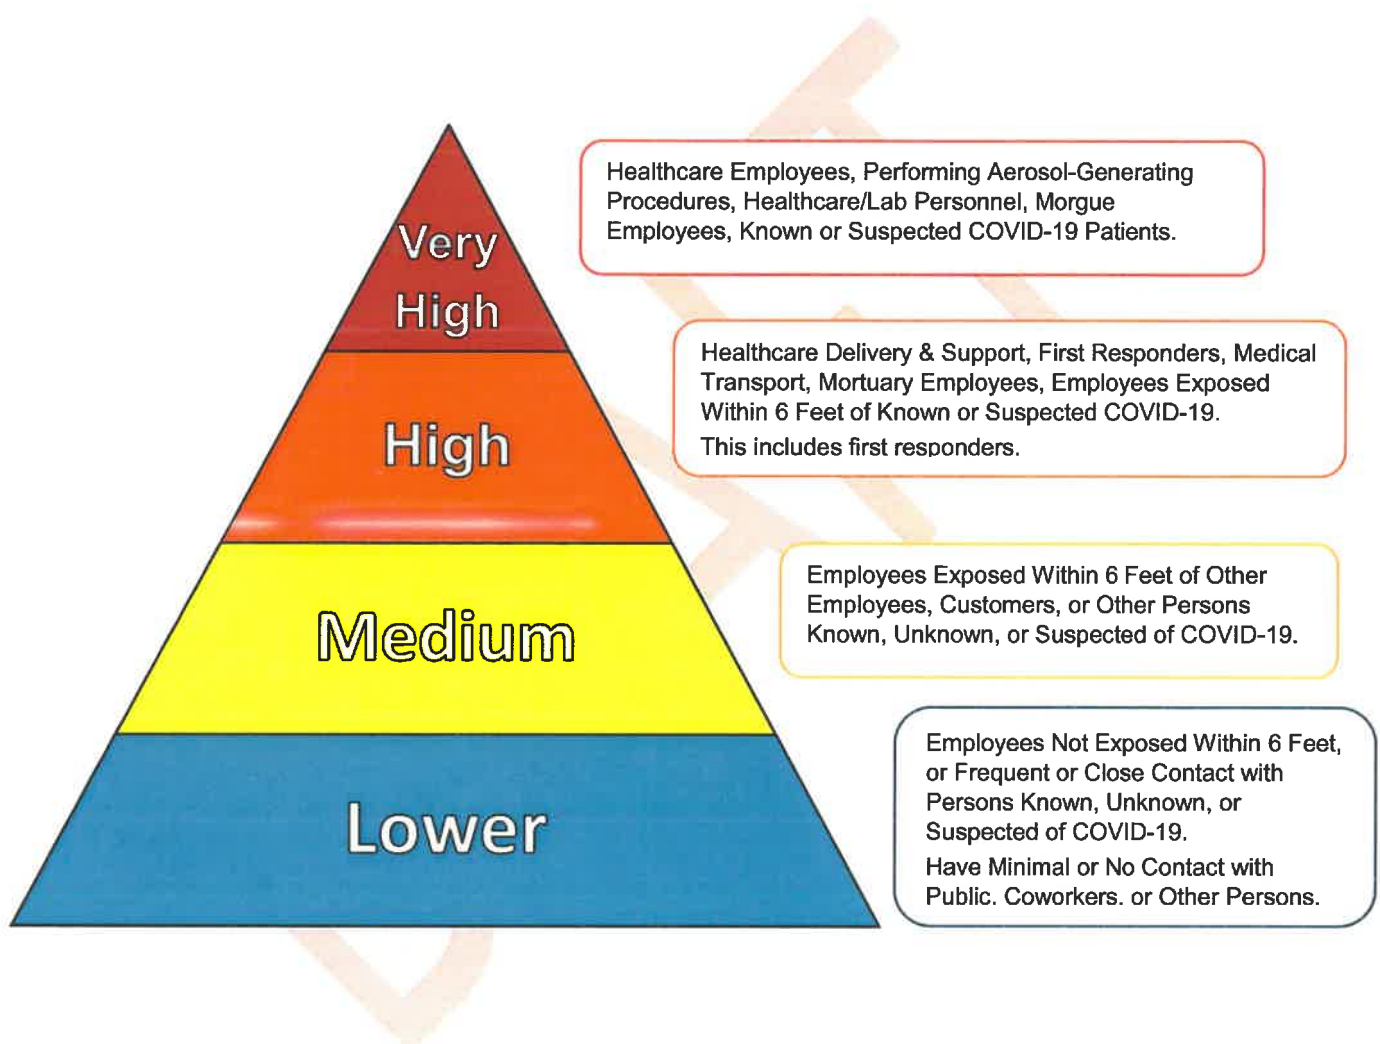 Very
High
Healthcare Employees, Performing Aerosol-Generating
Procedures, Healthcare/Lab Personnel, Morgue
Employees, Known or Suspected COVID-19 Patients.
High
Healthcare Delivery & Support, First Responders, Medical
Transport, Mortuary Employees, Employees Exposed
Within 6 Feet of Known or Suspected COVID-19.
This includes first responders.
Medium
Employees Exposed Within 6 Feet of Other
Employees, Customers, or Other Persons
Known, Unknown, or Suspected of COVID-19.
Lower
Employees Not Exposed Within 6 Feet,
or Frequent or Close Contact with
Persons Known, Unknown, or
Suspected of COVID-19.
Have Minimal or No Contact with
Public. Coworkers. or Other Persons.
DRAFT